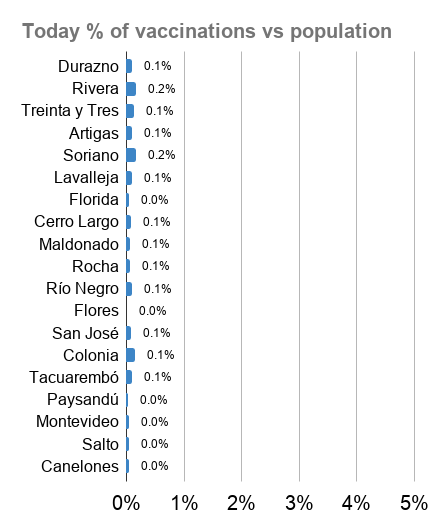 Today % of vaccinations vs population
Durazno 0.1%
Rivera 0.2%
Treinta y Tres 0.1%
Artigas 0.1%
Soriano 0.2%
Lavalleja 0.1%
Florida 0.0%
Cerro Largo 0.1%
Maldonado 0.1%
Rocha 0.1%
Río Negro 0.1%
Flores 0.0%
San José 0.1%
Colonia 0.1%
Tacuarembó 0.1%
Paysandú 0.0%
Montevideo 0.0%
Salto 0.0%
Canelones 0.0%
0% 1% 2% 3% 4% 5%